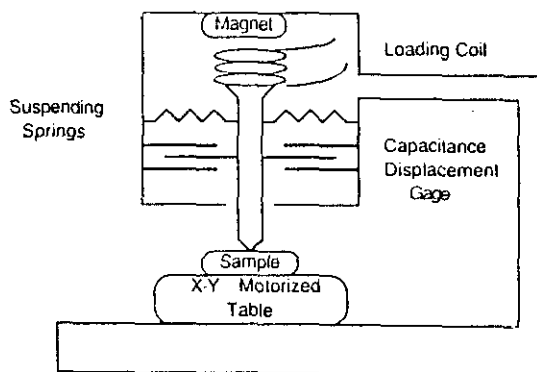 Magnet
Loading Coil
Suspending
Springs
Capacitance
Displacement
Gage
Sample
X-Y Motorized
Table